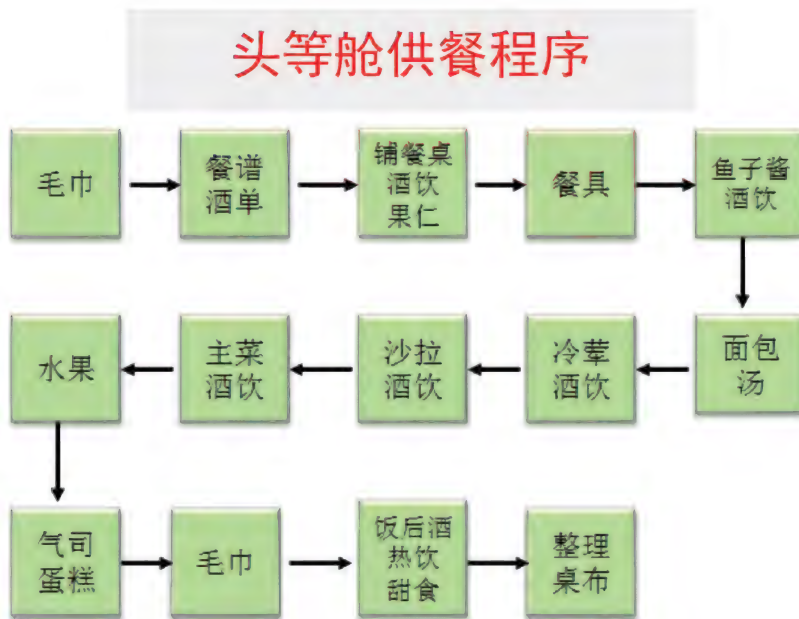 头等舱供餐程序
毛巾
餐谱
酒单
铺餐桌
酒饮
果仁
餐具
鱼子酱
酒饮
面包
汤
冷荤
酒饮
沙拉
酒饮
主菜
酒饮
水果
气司
蛋糕
毛巾
饭后酒
热饮
甜食
整理
桌布